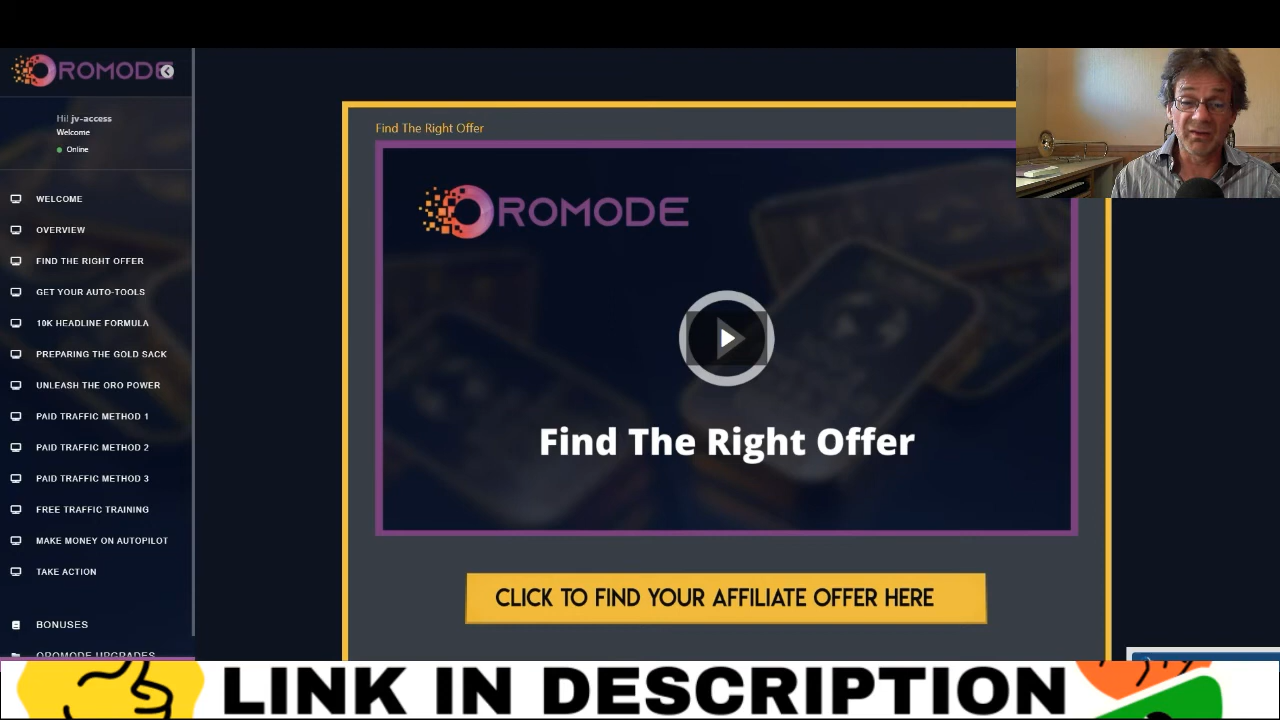 OROMODE
Hi! jv-access
Welcome
Online
WELCOME
OVERVIEW
FIND THE RIGHT OFFER
GET YOUR AUTO-TOOLS
10K HEADLINE FORMULA
PREPARING THE GOLD SACK
UNLEASH THE ORO POWER
PAID TRAFFIC METHOD 1
PAID TRAFFIC METHOD 2
PAID TRAFFIC METHOD 3
FREE TRAFFIC TRAINING
MAKE MONEY ON AUTOPILOT
TAKE ACTION
BONUSES
OROMODE UPGRADES
Find The Right Offer
OROMODE
Find The Right Offer
CLICK TO FIND YOUR AFFILIATE OFFER HERE
LINK IN DESCRIPTION